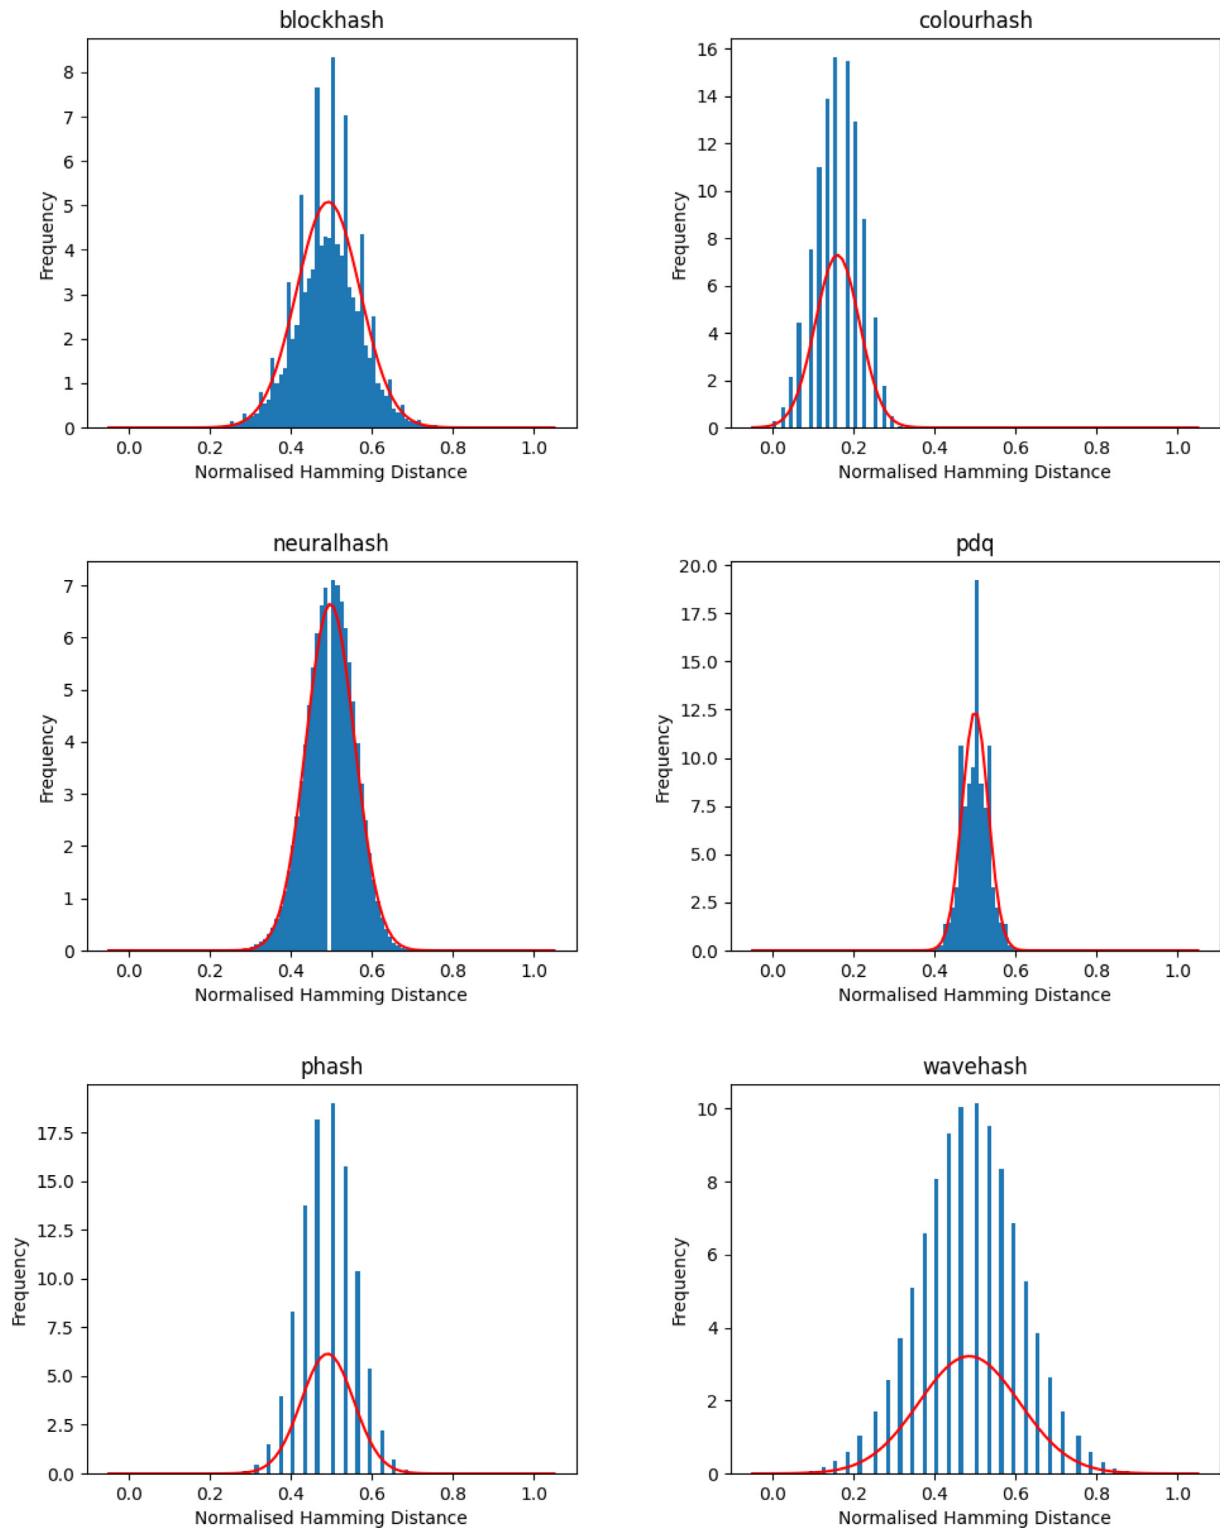 blockhash
8
7
6
5
4
3
2
1
0
Frequency
0.0 0.2 0.4 0.6 0.8 1.0
Normalised Hamming Distance
colourhash
16
14
12
10
8
6
4
2
0
Frequency
0.0 0.2 0.4 0.6 0.8 1.0
Normalised Hamming Distance
neuralhash
7
6
5
4
3
2
1
0
Frequency
0.0 0.2 0.4 0.6 0.8 1.0
Normalised Hamming Distance
pdq
20.0
17.5
15.0
12.5
10.0
7.5
5.0
2.5
0.0
Frequency
0.0 0.2 0.4 0.6 0.8 1.0
Normalised Hamming Distance
phash
17.5
15.0
12.5
10.0
7.5
5.0
2.5
0.0
Frequency
0.0 0.2 0.4 0.6 0.8 1.0
Normalised Hamming Distance
wavehash
10
8
6
4
2
0
Frequency
0.0 0.2 0.4 0.6 0.8 1.0
Normalised Hamming Distance